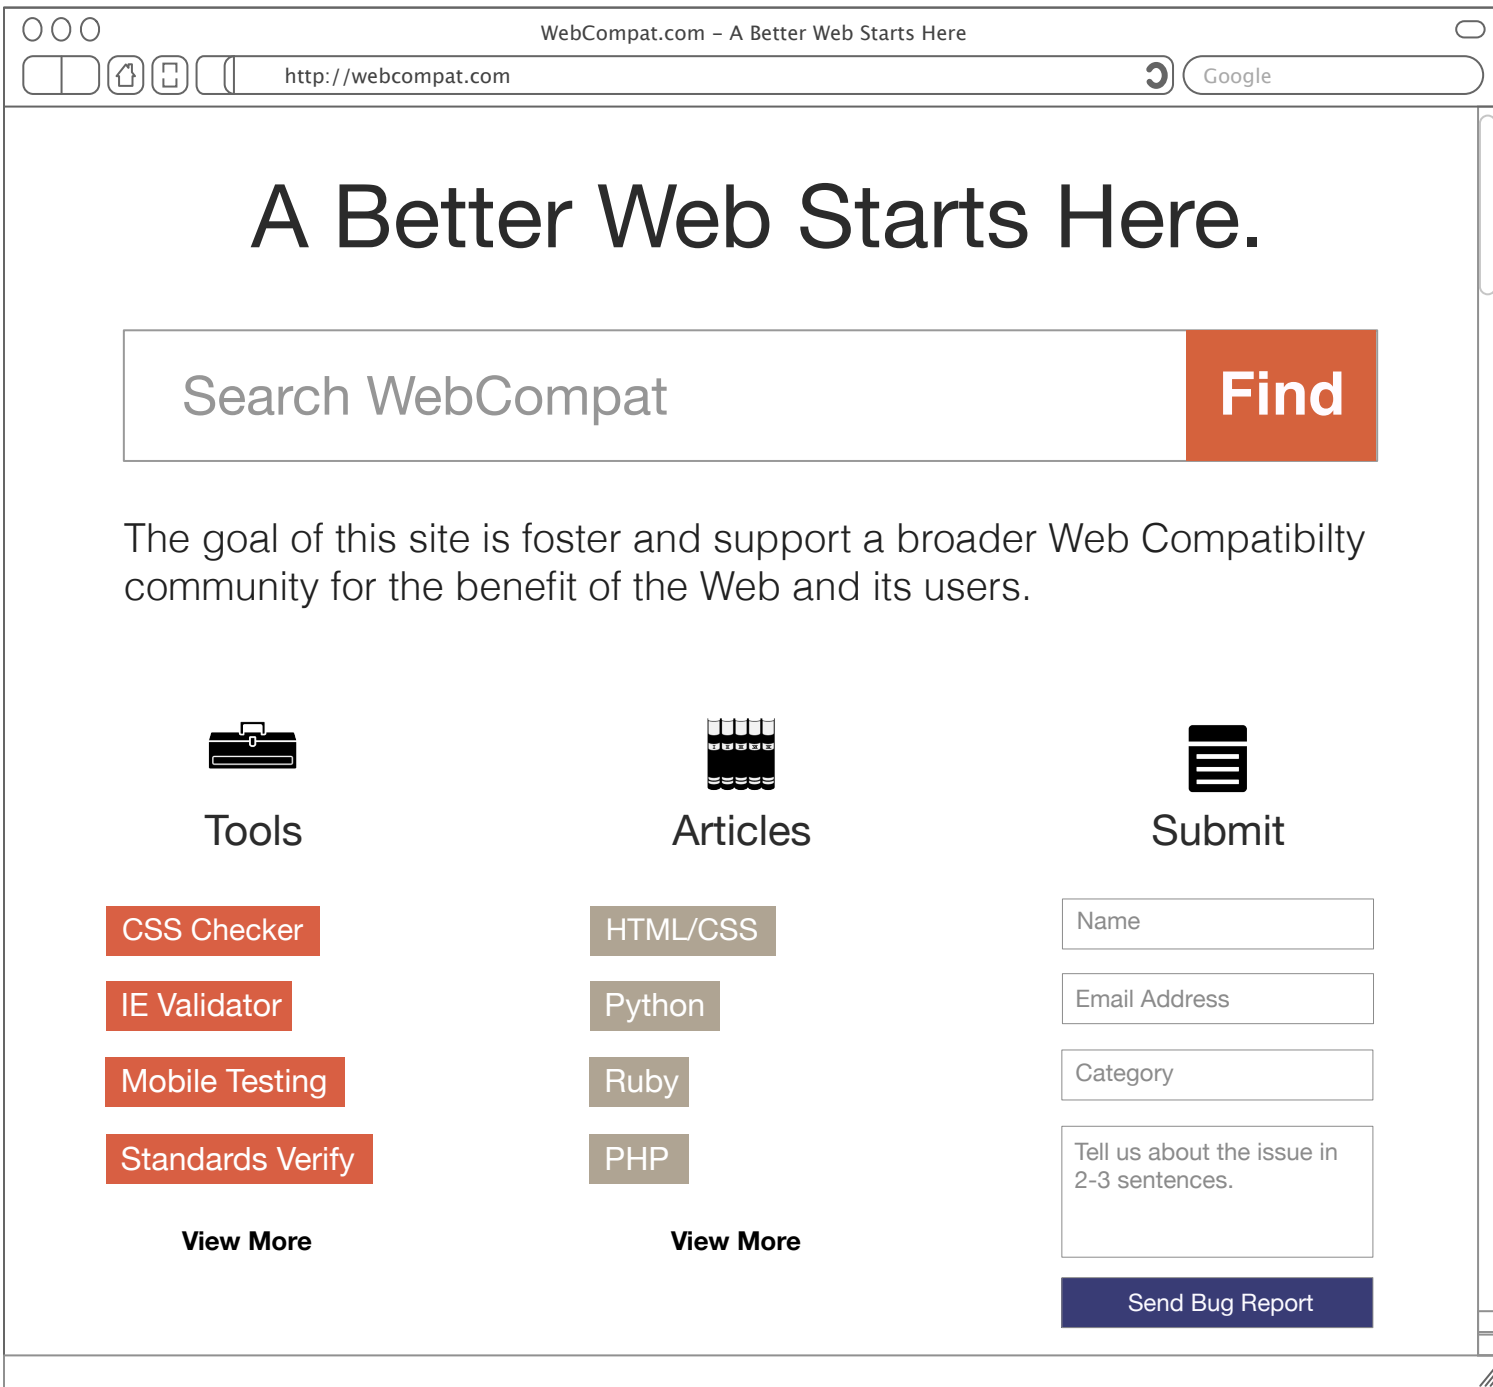 WebCompat.com – A Better Web Starts Here
http://webcompat.com
Google
A Better Web Starts Here.
Search WebCompat
Find
The goal of this site is foster and support a broader Web Compatibilty
community for the benefit of the Web and its users.
Tools
CSS Checker
IE Validator
Mobile Testing
Standards Verify
View More
Articles
HTML/CSS
Python
Ruby
PHP
View More
Submit
Name
Email Address
Category
Tell us about the issue in
2-3 sentences.
Send Bug Report